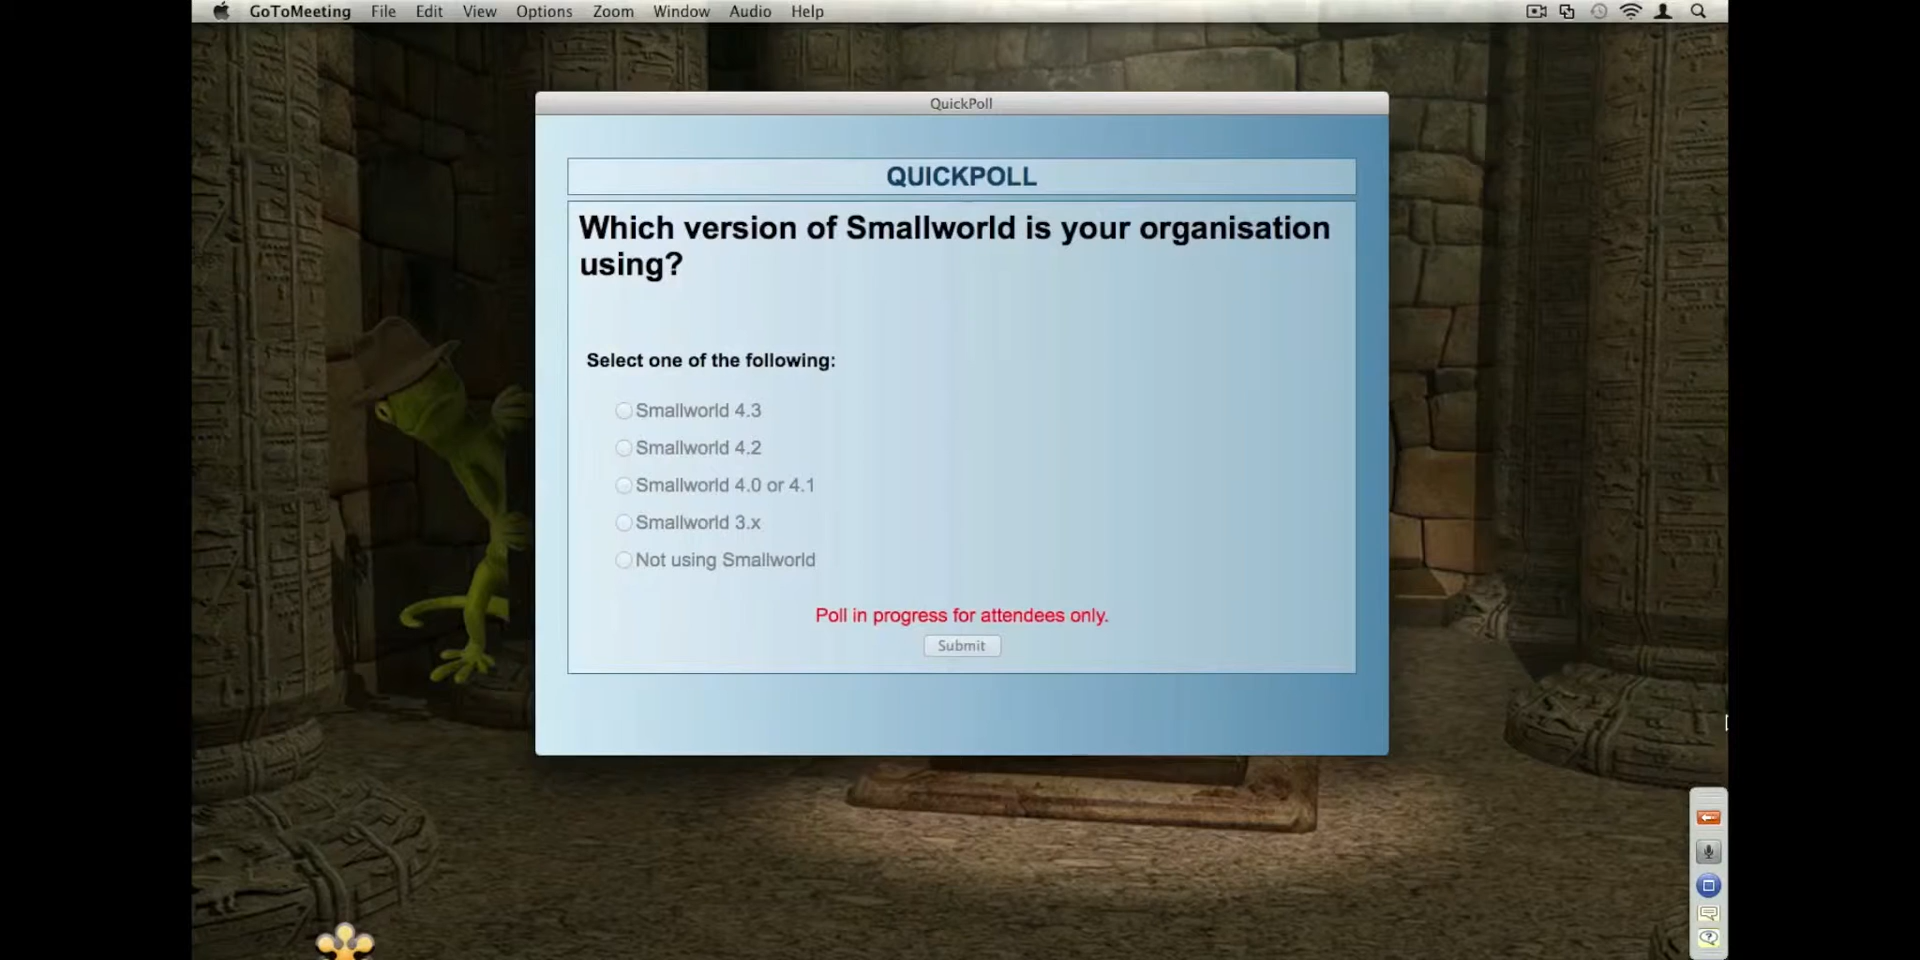 GoToMeeting File Edit View Options Zoom Window Audio Help
QuickPoll
QUICKPOLL
Which version of Smallworld is your organisation
using?
Select one of the following:
Smallworld 4.3
Smallworld 4.2
Smallworld 4.0 or 4.1
Smallworld 3.x
Not using Smallworld
Poll in progress for attendees only.
Submit